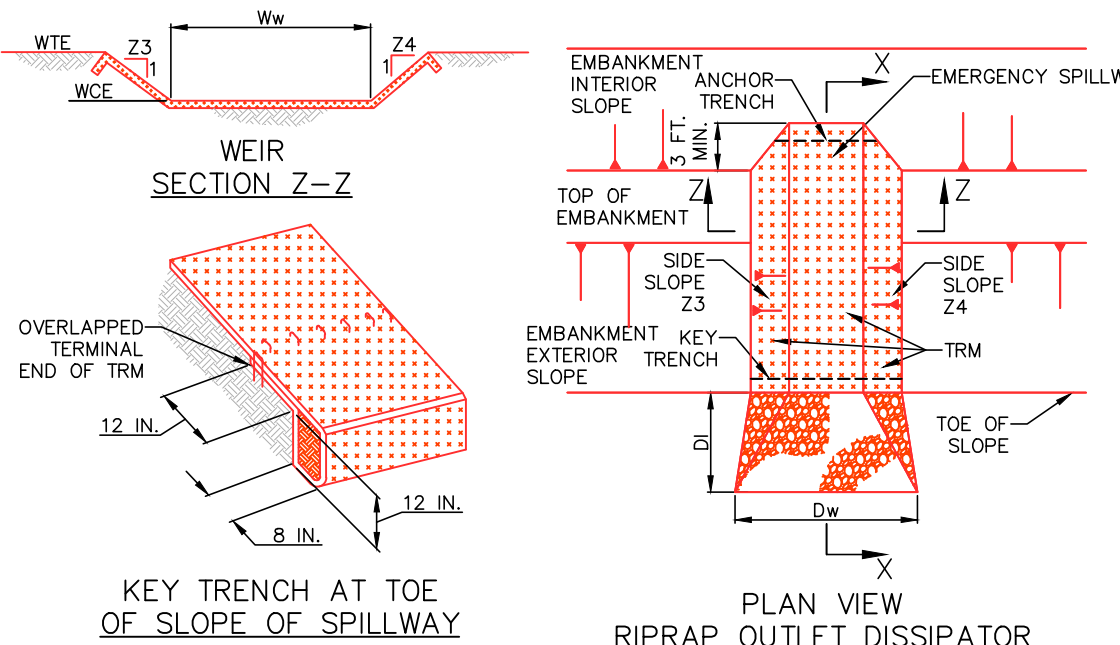 Ww
WTE
Z3
1
Z4
1
WCE
WEIR
SECTION Z-Z
OVERLAPPED
TERMINAL
END OF TRM
12 IN.
12 IN.
8 IN.
KEY TRENCH AT TOE
OF SLOPE OF SPILLWAY
EMBANKMENT
INTERIOR
SLOPE
ANCHOR
TRENCH
X
EMERGENCY SPILLW
3 FT.
MIN.
Z
Z
TOP OF
EMBANKMENT
SIDE
SLOPE
Z3
SIDE
SLOPE
Z4
EMBANKMENT
EXTERIOR
SLOPE
KEY
TRENCH
TRM
TOE OF
SLOPE
Dl
Dw
X
PLAN VIEW
RIPRAP OUTLET DISSIPATOR